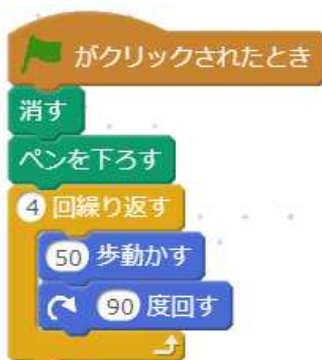 がクリックされたとき
消す
ペンを下ろす
4 回繰り返す
50 歩動かす
90 度回す